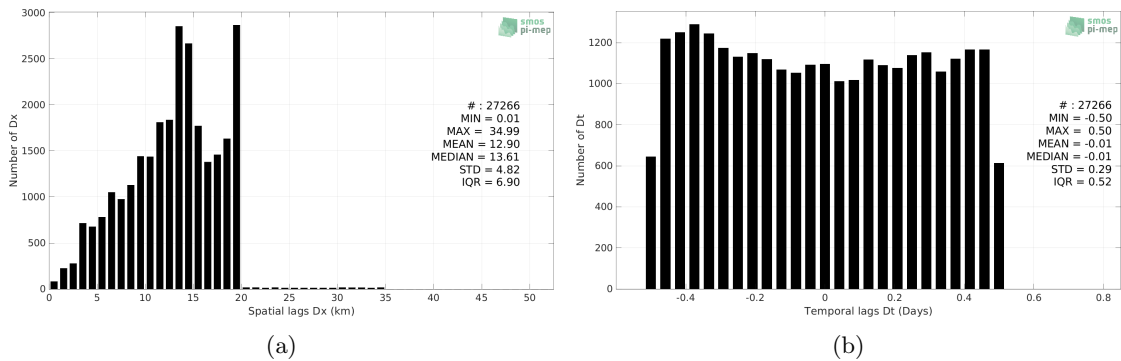 3000
2500
2000
1500
1000
500
0
Number of Dx
0 5 10 15 20 25 30 35 40 45 50
Spatial lags Dx (km)
smos
pi-mep
# : 27266
MIN = 0.01
MAX = 34.99
MEAN = 12.90
MEDIAN = 13.61
STD = 4.82
IQR = 6.90
(a)
1200
1000
800
600
400
200
0
Number of Dt
-0.4 -0.2 0 0.2 0.4 0.6 0.8
Temporal lags Dt (Days)
smos
pi-mep
# : 27266
MIN = -0.50
MAX = 0.50
MEAN = -0.01
MEDIAN = -0.01
STD = 0.29
IQR = 0.52
(b)